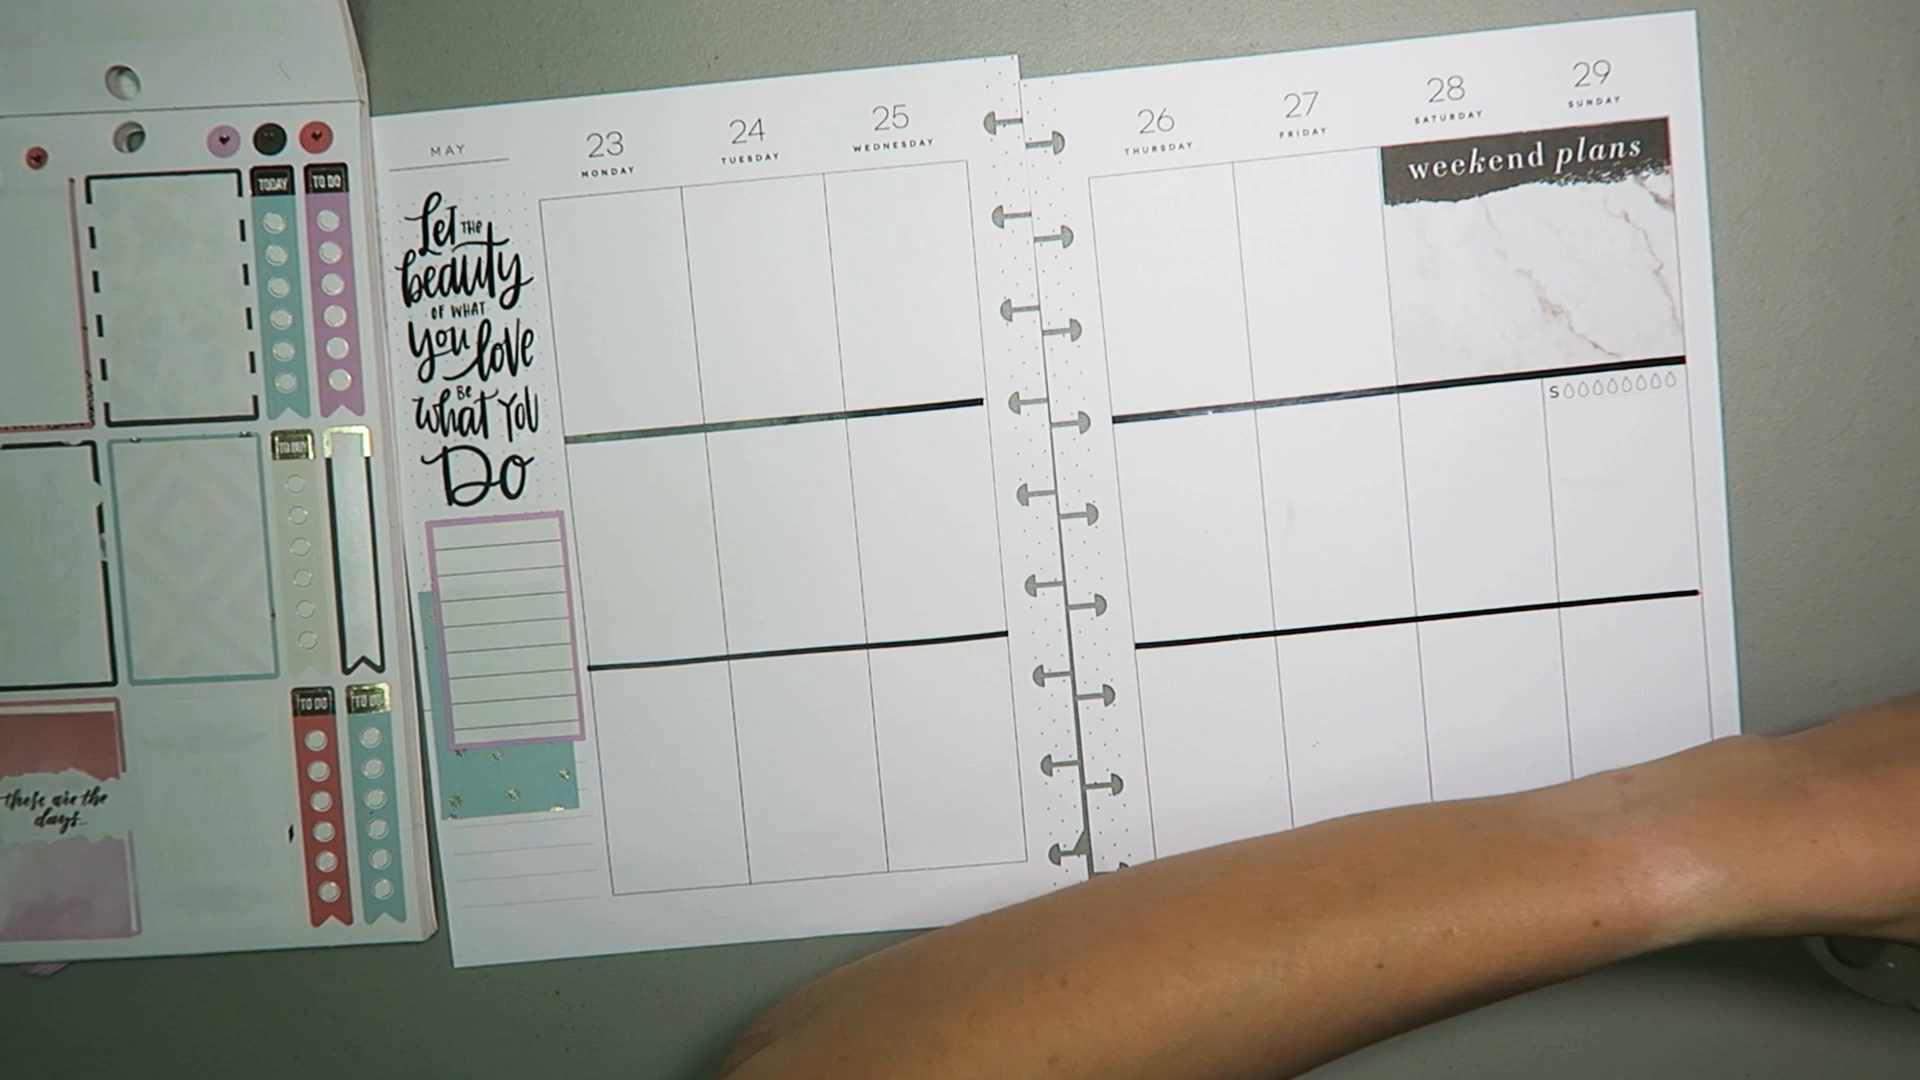 TODAY
TO DO
TO BUY
TO DO
TO DO
these are the
days...
MAY
Let THE
beauty
OF WHAT
you love
BE
what you
Do
23
MONDAY
24
TUESDAY
25
WEDNESDAY
26
THURSDAY
27
FRIDAY
28
SATURDAY
29
SUNDAY
weekend plans
S